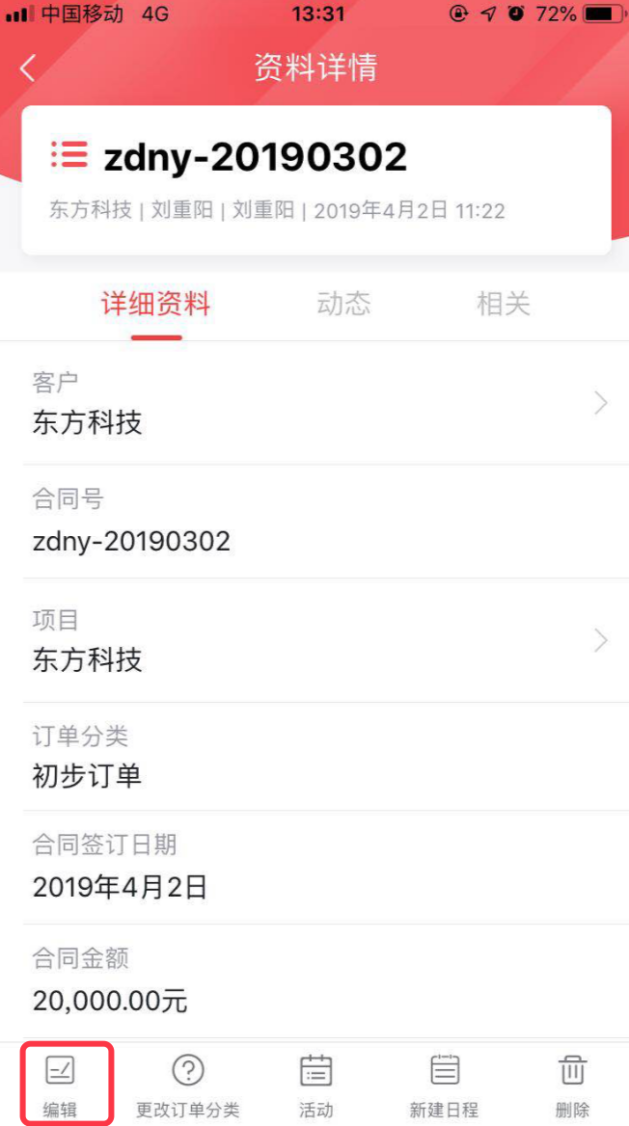 中国移动 4G 13:31 72%
资料详情
zdny-20190302
东方科技 | 刘重阳 | 刘重阳 | 2019年4月2日 11:22
详细资料 动态 相关
客户
东方科技
合同号
zdny-20190302
项目
东方科技
订单分类
初步订单
合同签订日期
2019年4月2日
合同金额
20,000.00元
编辑 更改订单分类 活动 新建日程 删除